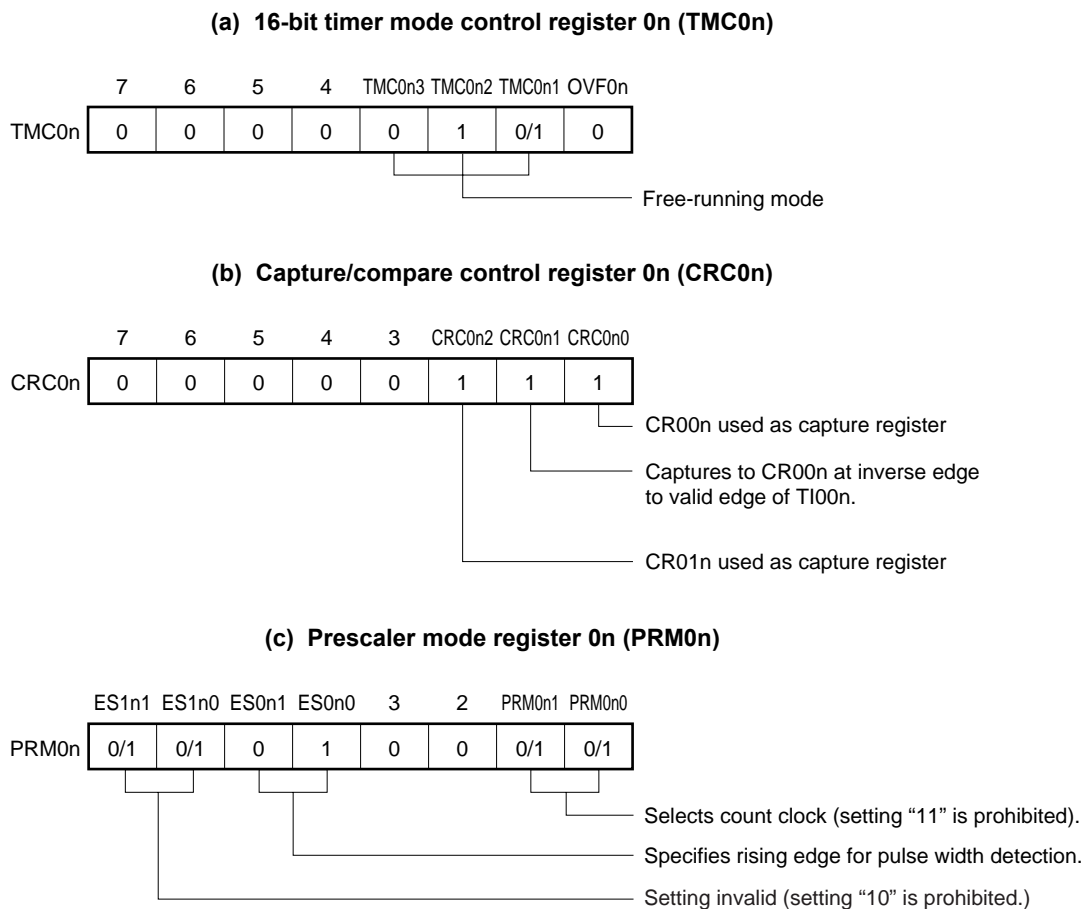 (a) 16-bit timer mode control register 0n (TMC0n)
7 6 5 4 TMC0n3 TMC0n2 TMC0n1 OVF0n
TMC0n 0 0 0 0 0 1 0/1 0
Free-running mode
(b) Capture/compare control register 0n (CRC0n)
7 6 5 4 3 CRC0n2 CRC0n1 CRC0n0
CRC0n 0 0 0 0 0 1 1 1
CR00n used as capture register
Captures to CR00n at inverse edge
to valid edge of TI00n.
CR01n used as capture register
(c) Prescaler mode register 0n (PRM0n)
ES1n1 ES1n0 ES0n1 ES0n0 3 2 PRM0n1 PRM0n0
PRM0n 0/1 0/1 0 1 0 0 0/1 0/1
Selects count clock (setting “11” is prohibited).
Specifies rising edge for pulse width detection.
Setting invalid (setting “10” is prohibited.)